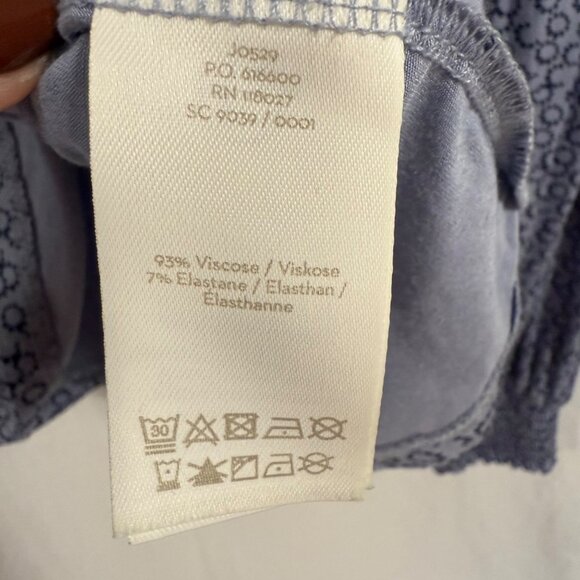 J0529
P.O. 616600
RN 118027
SC 9039 / 0001
93% Viscose / Viskose
7% Elastane / Elasthan /
Elasthanne
30